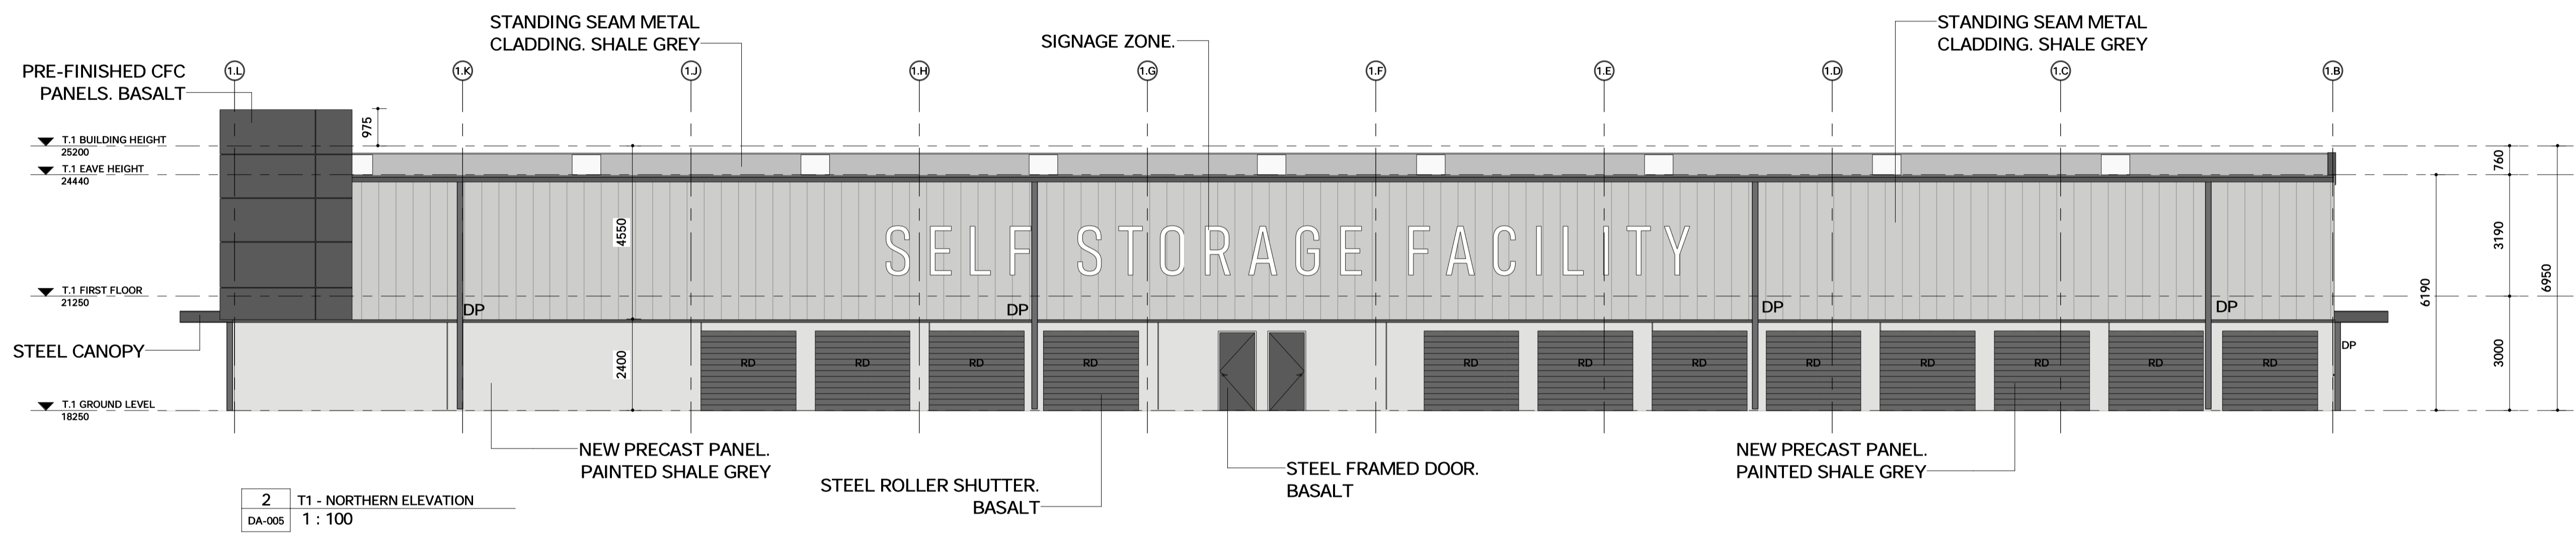 STANDING SEAM METAL
CLADDING. SHALE GREY
SIGNAGE ZONE.
STANDING SEAM METAL
CLADDING. SHALE GREY
PRE-FINISHED CFC
PANELS. BASALT
1.L
1.K
1.J
1.H
1.G
1.F
1.E
1.D
1.C
1.B
975
T.1 BUILDING HEIGHT
25200
T.1 EAVE HEIGHT
24440
760
4550
SELF STORAGE FACILITY
3190
6190
6950
T.1 FIRST FLOOR
21250
DP
DP
DP
DP
STEEL CANOPY
2400
RD
RD
RD
RD
RD
RD
RD
RD
RD
RD
RD
RD
DP
3000
T.1 GROUND LEVEL
18250
NEW PRECAST PANEL.
PAINTED SHALE GREY
STEEL ROLLER SHUTTER.
BASALT
STEEL FRAMED DOOR.
BASALT
NEW PRECAST PANEL.
PAINTED SHALE GREY
2
DA-005
T1 - NORTHERN ELEVATION
1 : 100